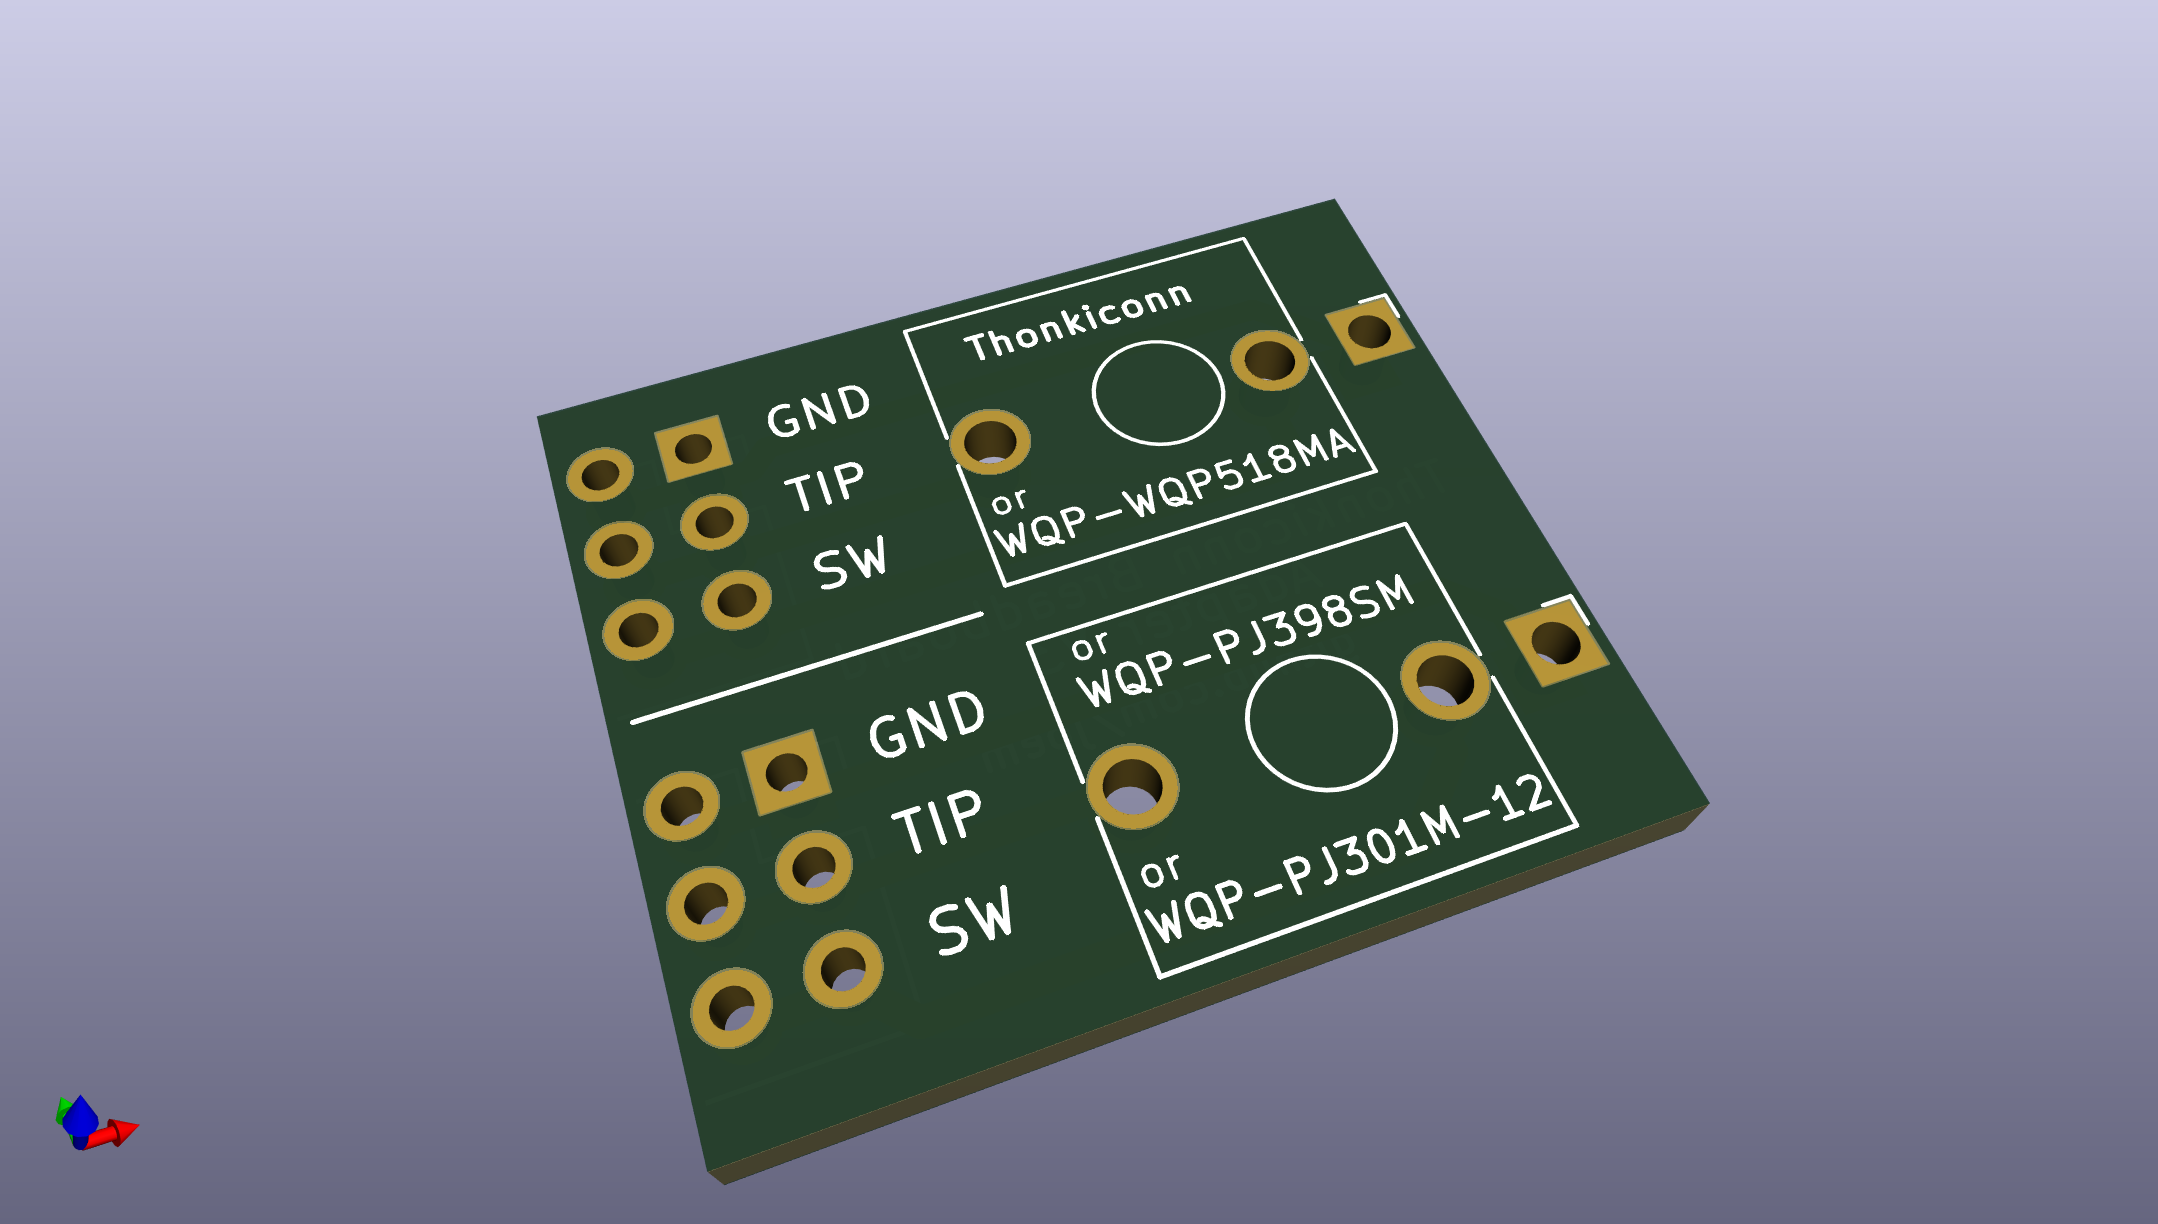 GND
TIP
SW
Thonkiconn
or
WQP-WQP518MA
GND
TIP
SW
or
WQP-PJ398SM
or
WQP-PJ301M-12